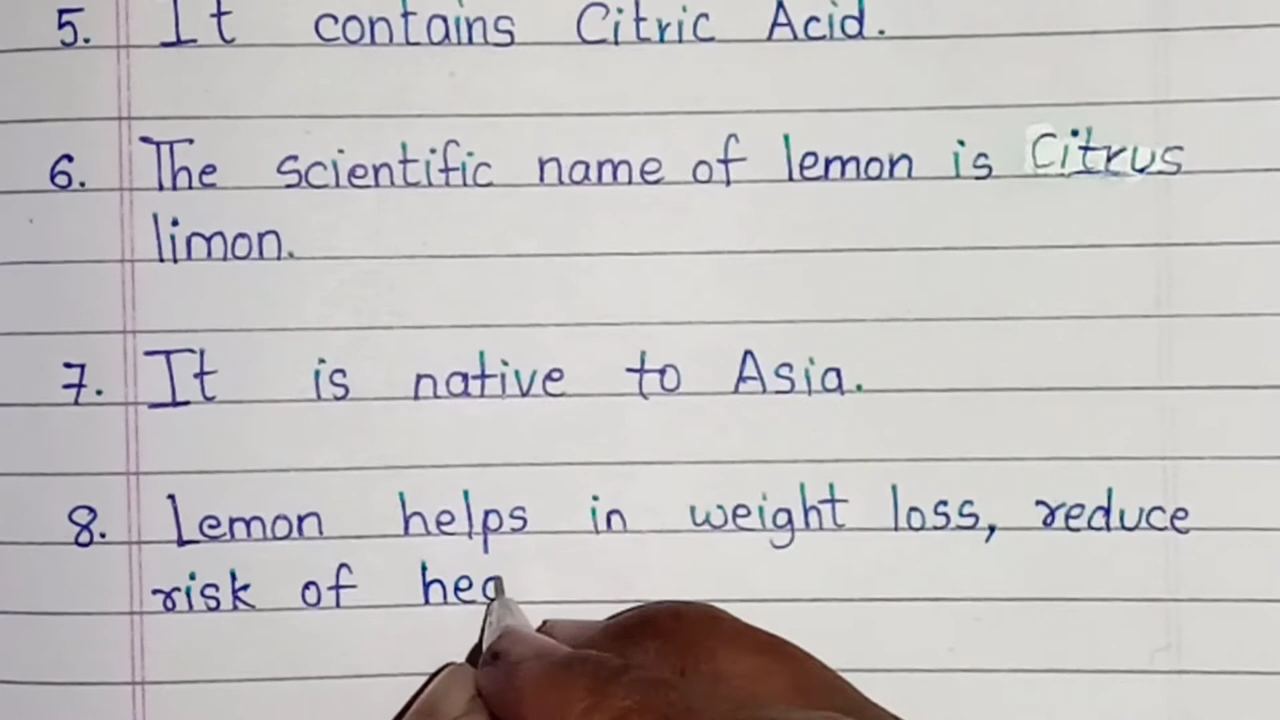 5. It contains Citric Acid.
6. The scientific name of lemon is Citrus
limon.
7. It is native to Asia.
8. Lemon helps in weight loss, reduce
risk of hea